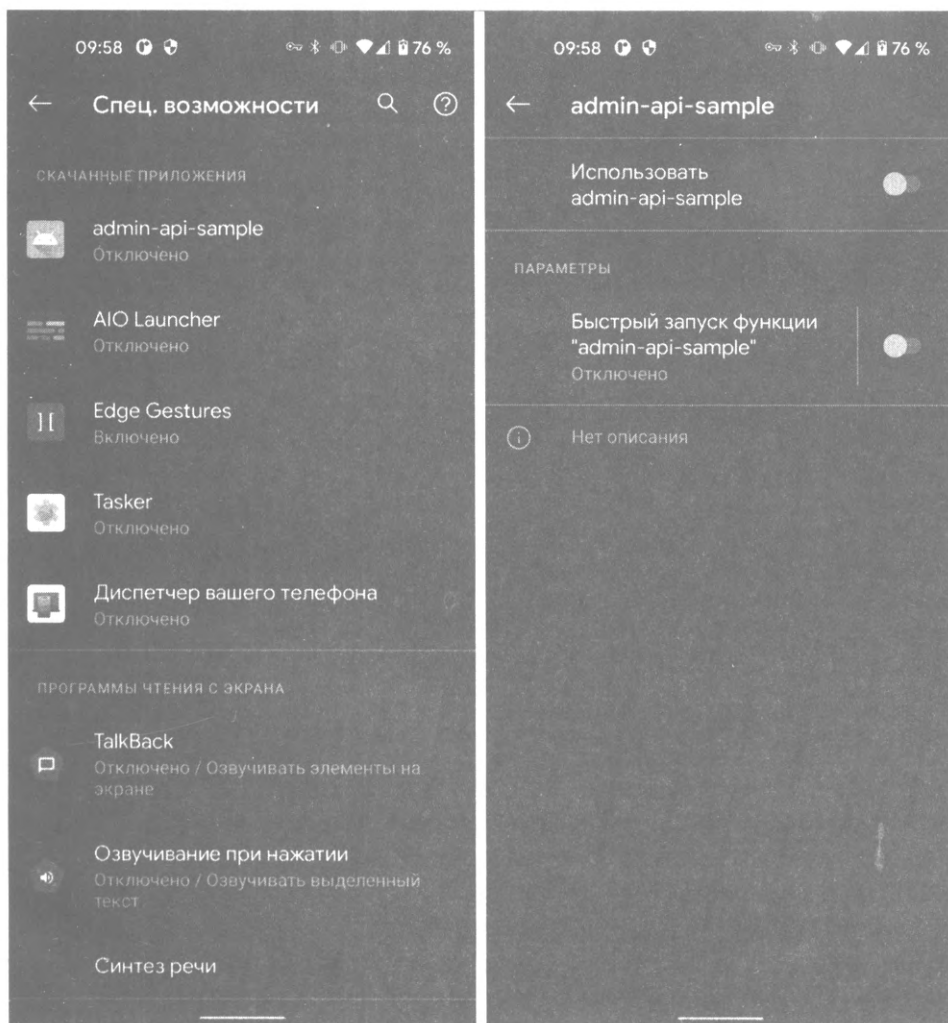 09:58 76 %
Спец. возможности
СКАЧАННЫЕ ПРИЛОЖЕНИЯ
admin-api-sample
Отключено
AIO Launcher
Отключено
Edge Gestures
Включено
Tasker
Отключено
Диспетчер вашего телефона
Отключено
ПРОГРАММЫ ЧТЕНИЯ С ЭКРАНА
TalkBack
Отключено / Озвучивать элементы на
экране
Озвучивание при нажатии
Отключено / Озвучивать выделенный
текст
Синтез речи
09:58 76 %
admin-api-sample
Использовать
admin-api-sample
ПАРАМЕТРЫ
Быстрый запуск функции
"admin-api-sample"
Отключено
Нет описания